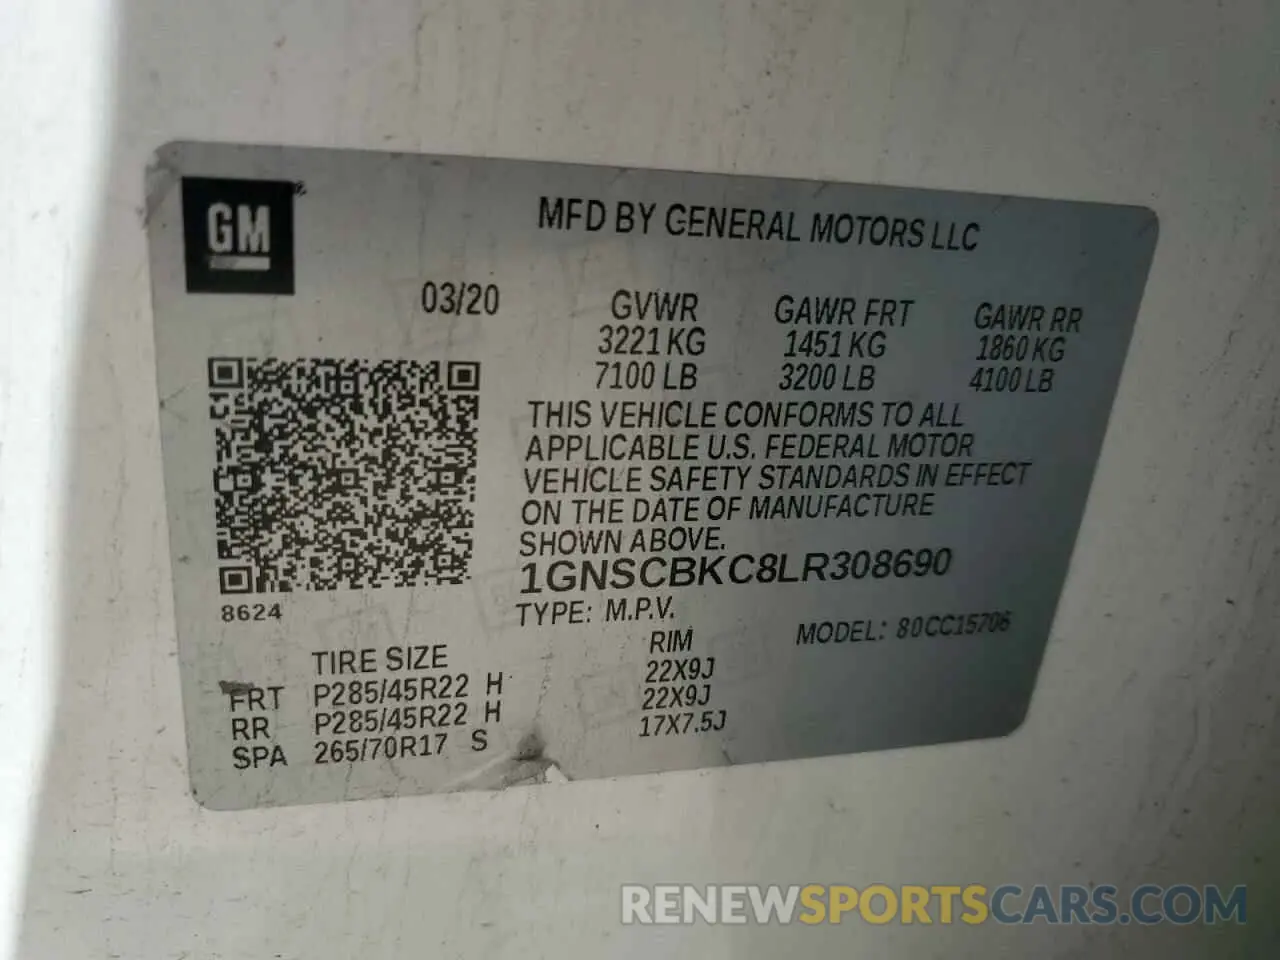 GM
MFD BY GENERAL MOTORS LLC
03/20 GVWR GAWR FRT GAWR RR
3221 KG 1451 KG 1860 KG
7100 LB 3200 LB 4100 LB
THIS VEHICLE CONFORMS TO ALL
APPLICABLE U.S. FEDERAL MOTOR
VEHICLE SAFETY STANDARDS IN EFFECT
ON THE DATE OF MANUFACTURE
SHOWN ABOVE.
1GNSCBKC8LR308690
8624
TYPE: M.P.V. MODEL: 80CC15706
TIRE SIZE RIM
FRT P285/45R22 H 22X9J
RR P285/45R22 H 22X9J
SPA 265/70R17 S 17X7.5J
RENEWSPORTSCARS.COM